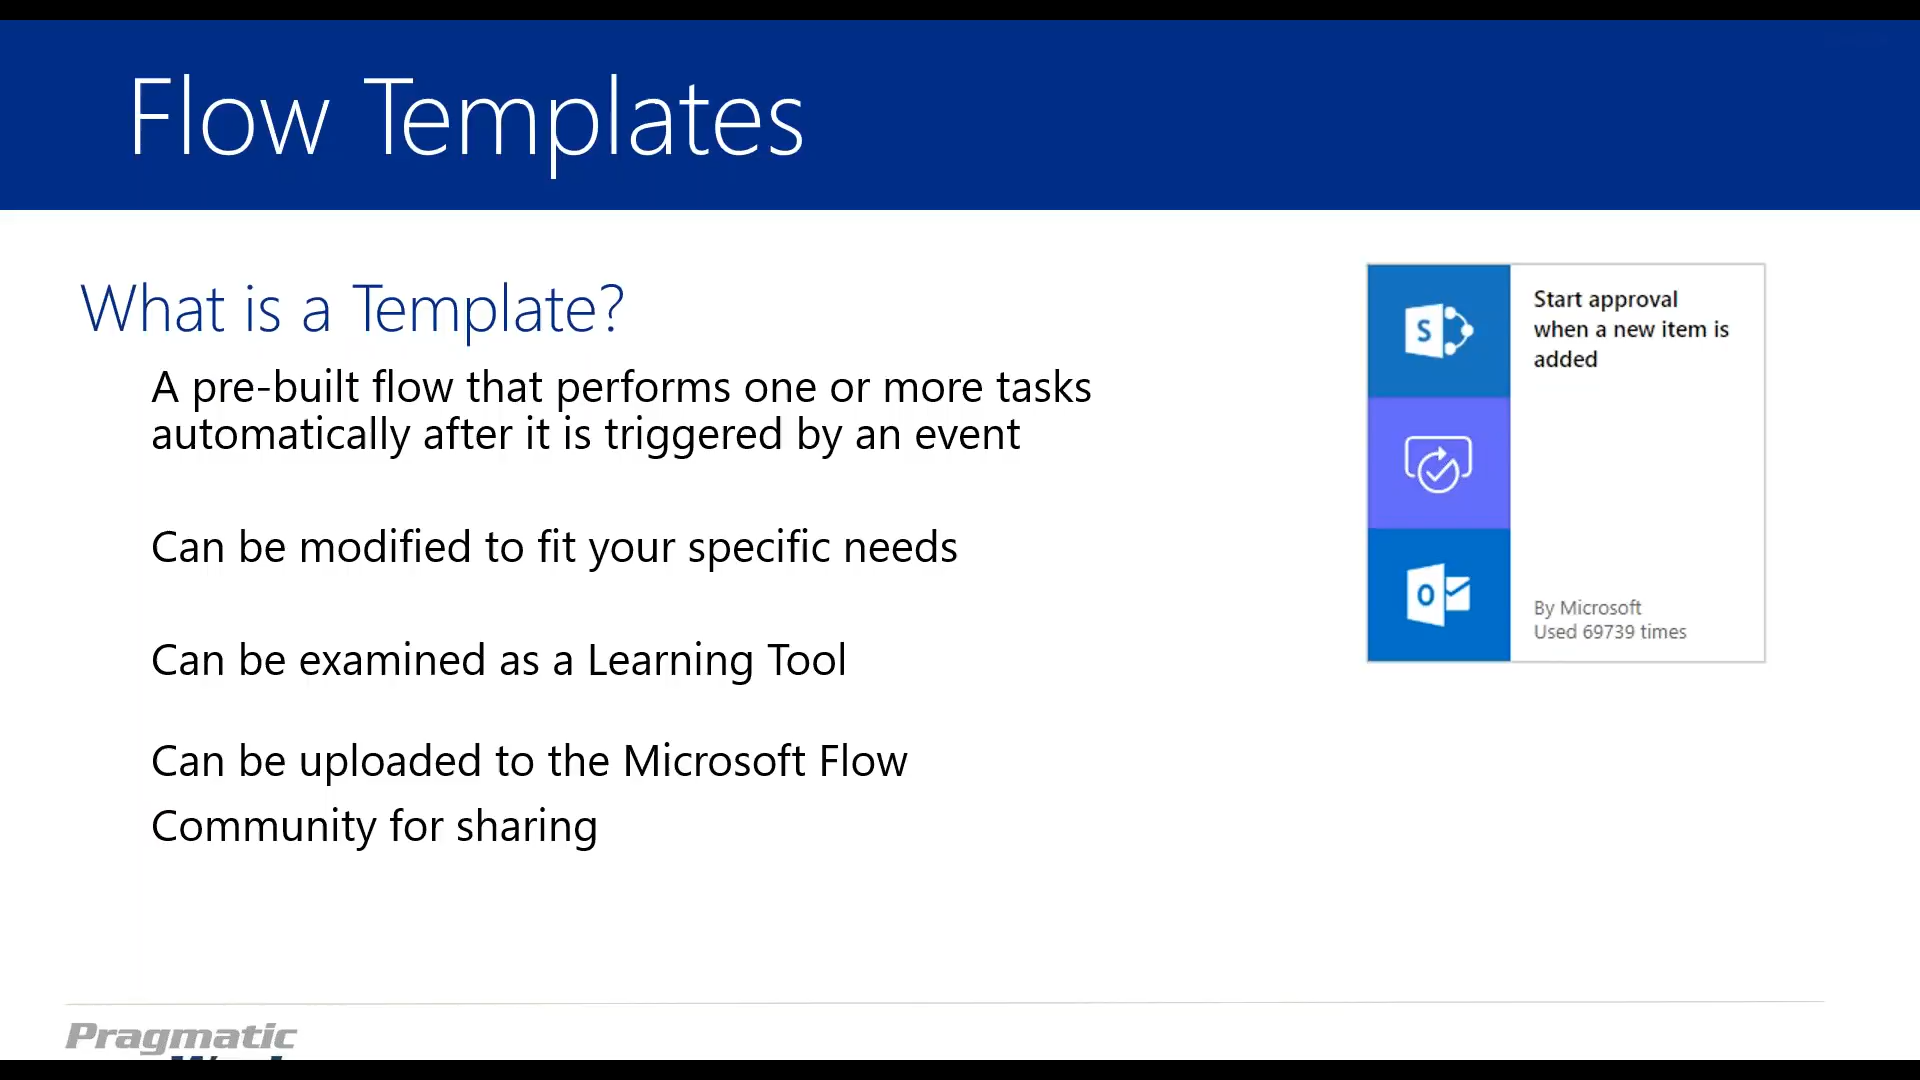 Flow Templates
What is a Template?
A pre-built flow that performs one or more tasks
automatically after it is triggered by an event
Can be modified to fit your specific needs
Can be examined as a Learning Tool
Can be uploaded to the Microsoft Flow
Community for sharing
S
Start approval
when a new item is
added
O
By Microsoft
Used 69739 times
Pragmatic